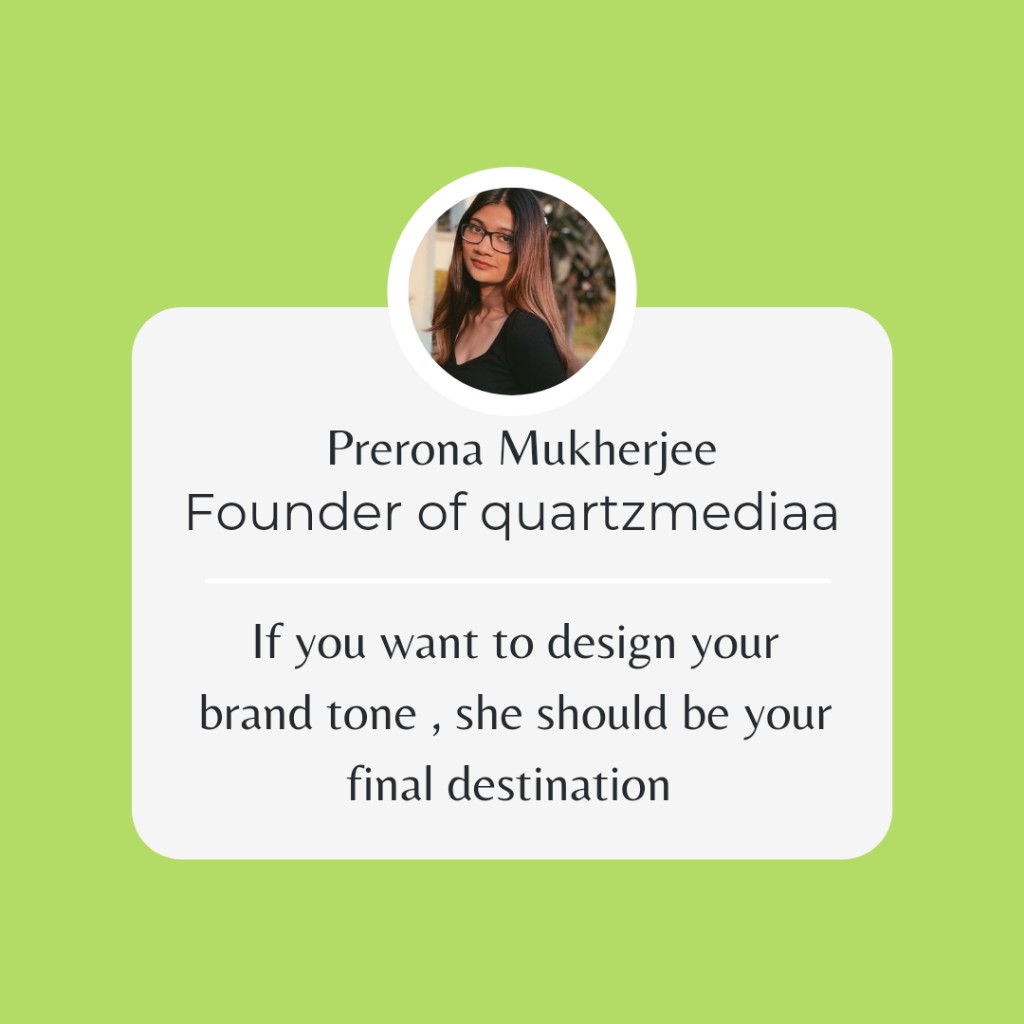 Prerona Mukherjee
Founder of quartzmediaa
If you want to design your
brand tone , she should be your
final destination